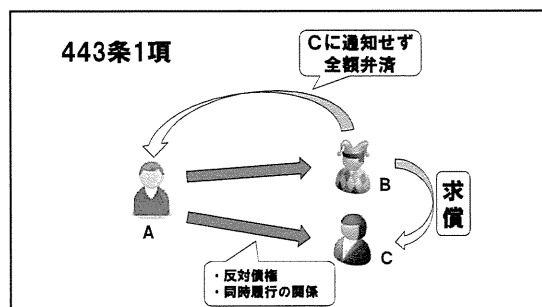 443条1項
Cに通知せず
全額弁済
A
B
C
求
償
・反対債権
・同時履行の関係